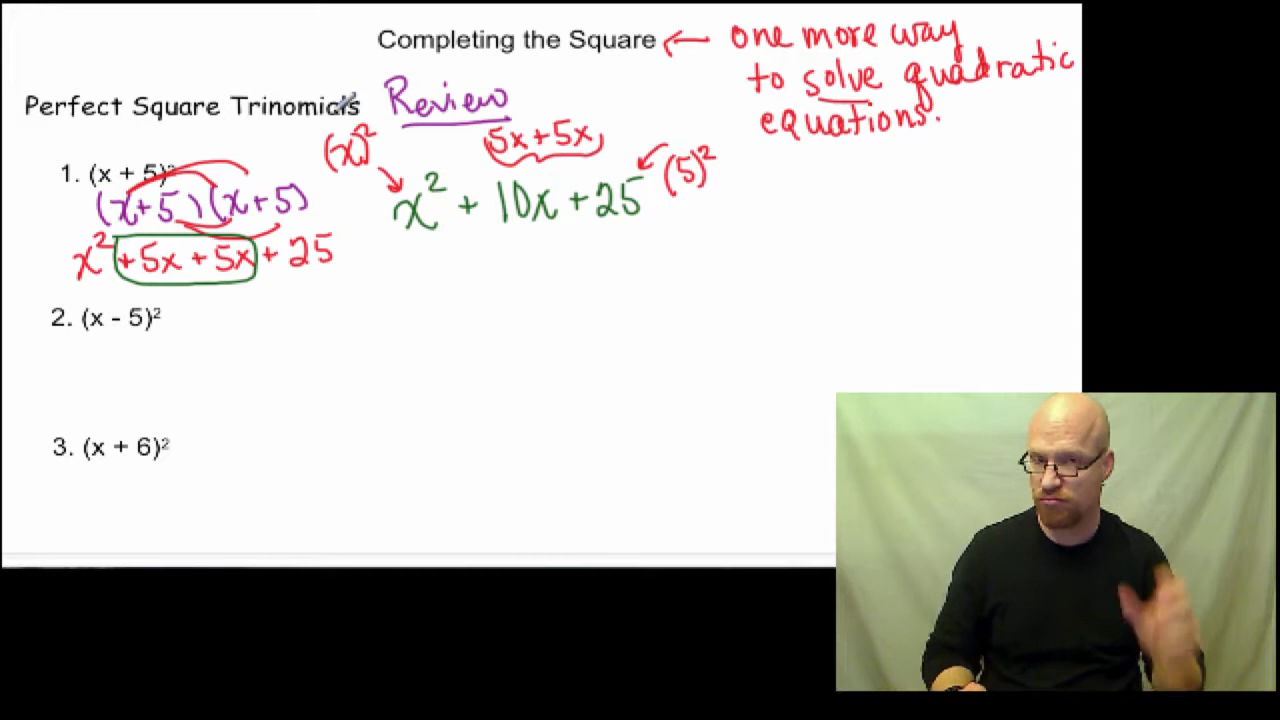 Completing the Square ← one more way
to solve quadratic
equations.
Perfect Square Trinomials Review
(x)² 5x + 5x
1. (x + 5)²
x² + 10x + 25 (5)²
(x+5)(x+5)
x² +5x + 5x + 25
2. (x - 5)²
3. (x + 6)²